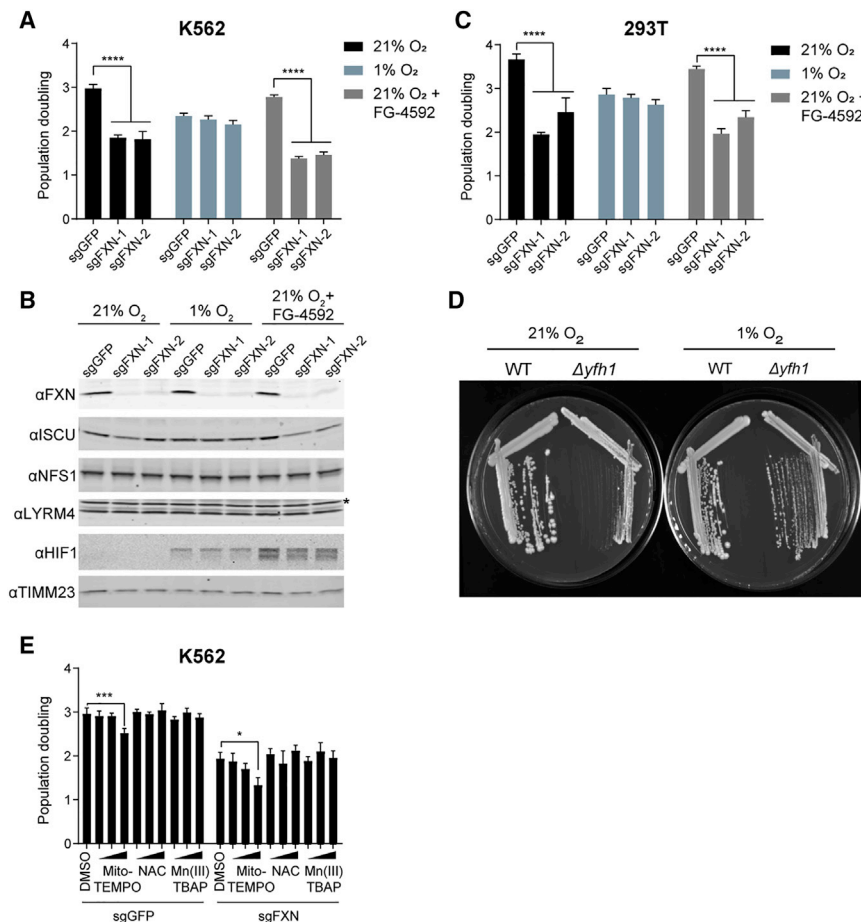 A
K562
Population doubling
4
3
2
1
0
****
****
sgGFP
sgFXN-1
sgFXN-2
sgGFP
sgFXN-1
sgFXN-2
sgGFP
sgFXN-1
sgFXN-2
21% O₂
1% O₂
21% O₂ +
FG-4592
C
293T
Population doubling
4
3
2
1
0
****
****
sgGFP
sgFXN-1
sgFXN-2
sgGFP
sgFXN-1
sgFXN-2
sgGFP
sgFXN-1
sgFXN-2
21% O₂
1% O₂
21% O₂ +
FG-4592
B
21% O₂
1% O₂
21% O₂+
FG-4592
sgGFP
sgFXN-1
sgFXN-2
sgGFP
sgFXN-1
sgFXN-2
sgGFP
sgFXN-1
sgFXN-2
αFXN
αISCU
αNFS1
*
αLYRM4
αHIF1
αTIMM23
D
21% O₂
1% O₂
WT
Δyfh1
WT
Δyfh1
E
K562
Population doubling
4
3
2
1
0
***
*
DMSO
Mito-
TEMPO
NAC
Mn(III)
TBAP
DMSO
Mito-
TEMPO
NAC
Mn(III)
TBAP
sgGFP
sgFXN